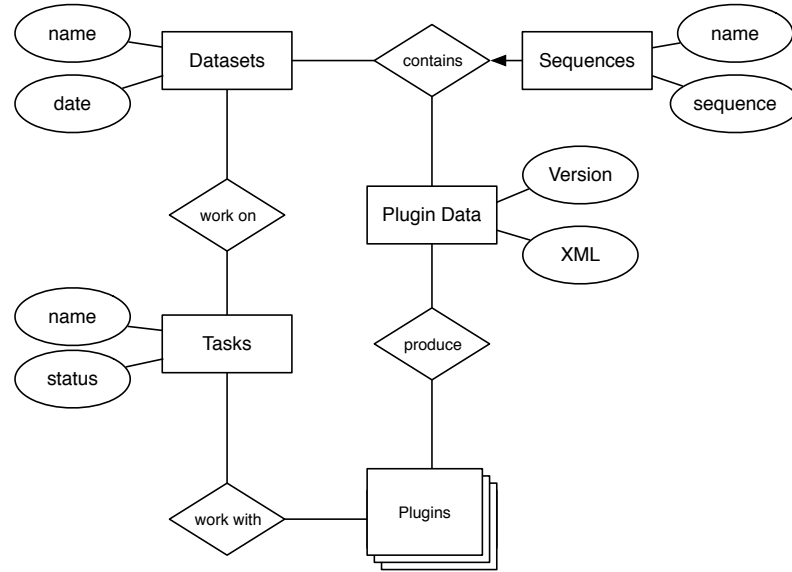 name
Datasets
contains
Sequences
name
date
sequence
Version
work on
Plugin Data
XML
name
Tasks
produce
status
Plugins
work with